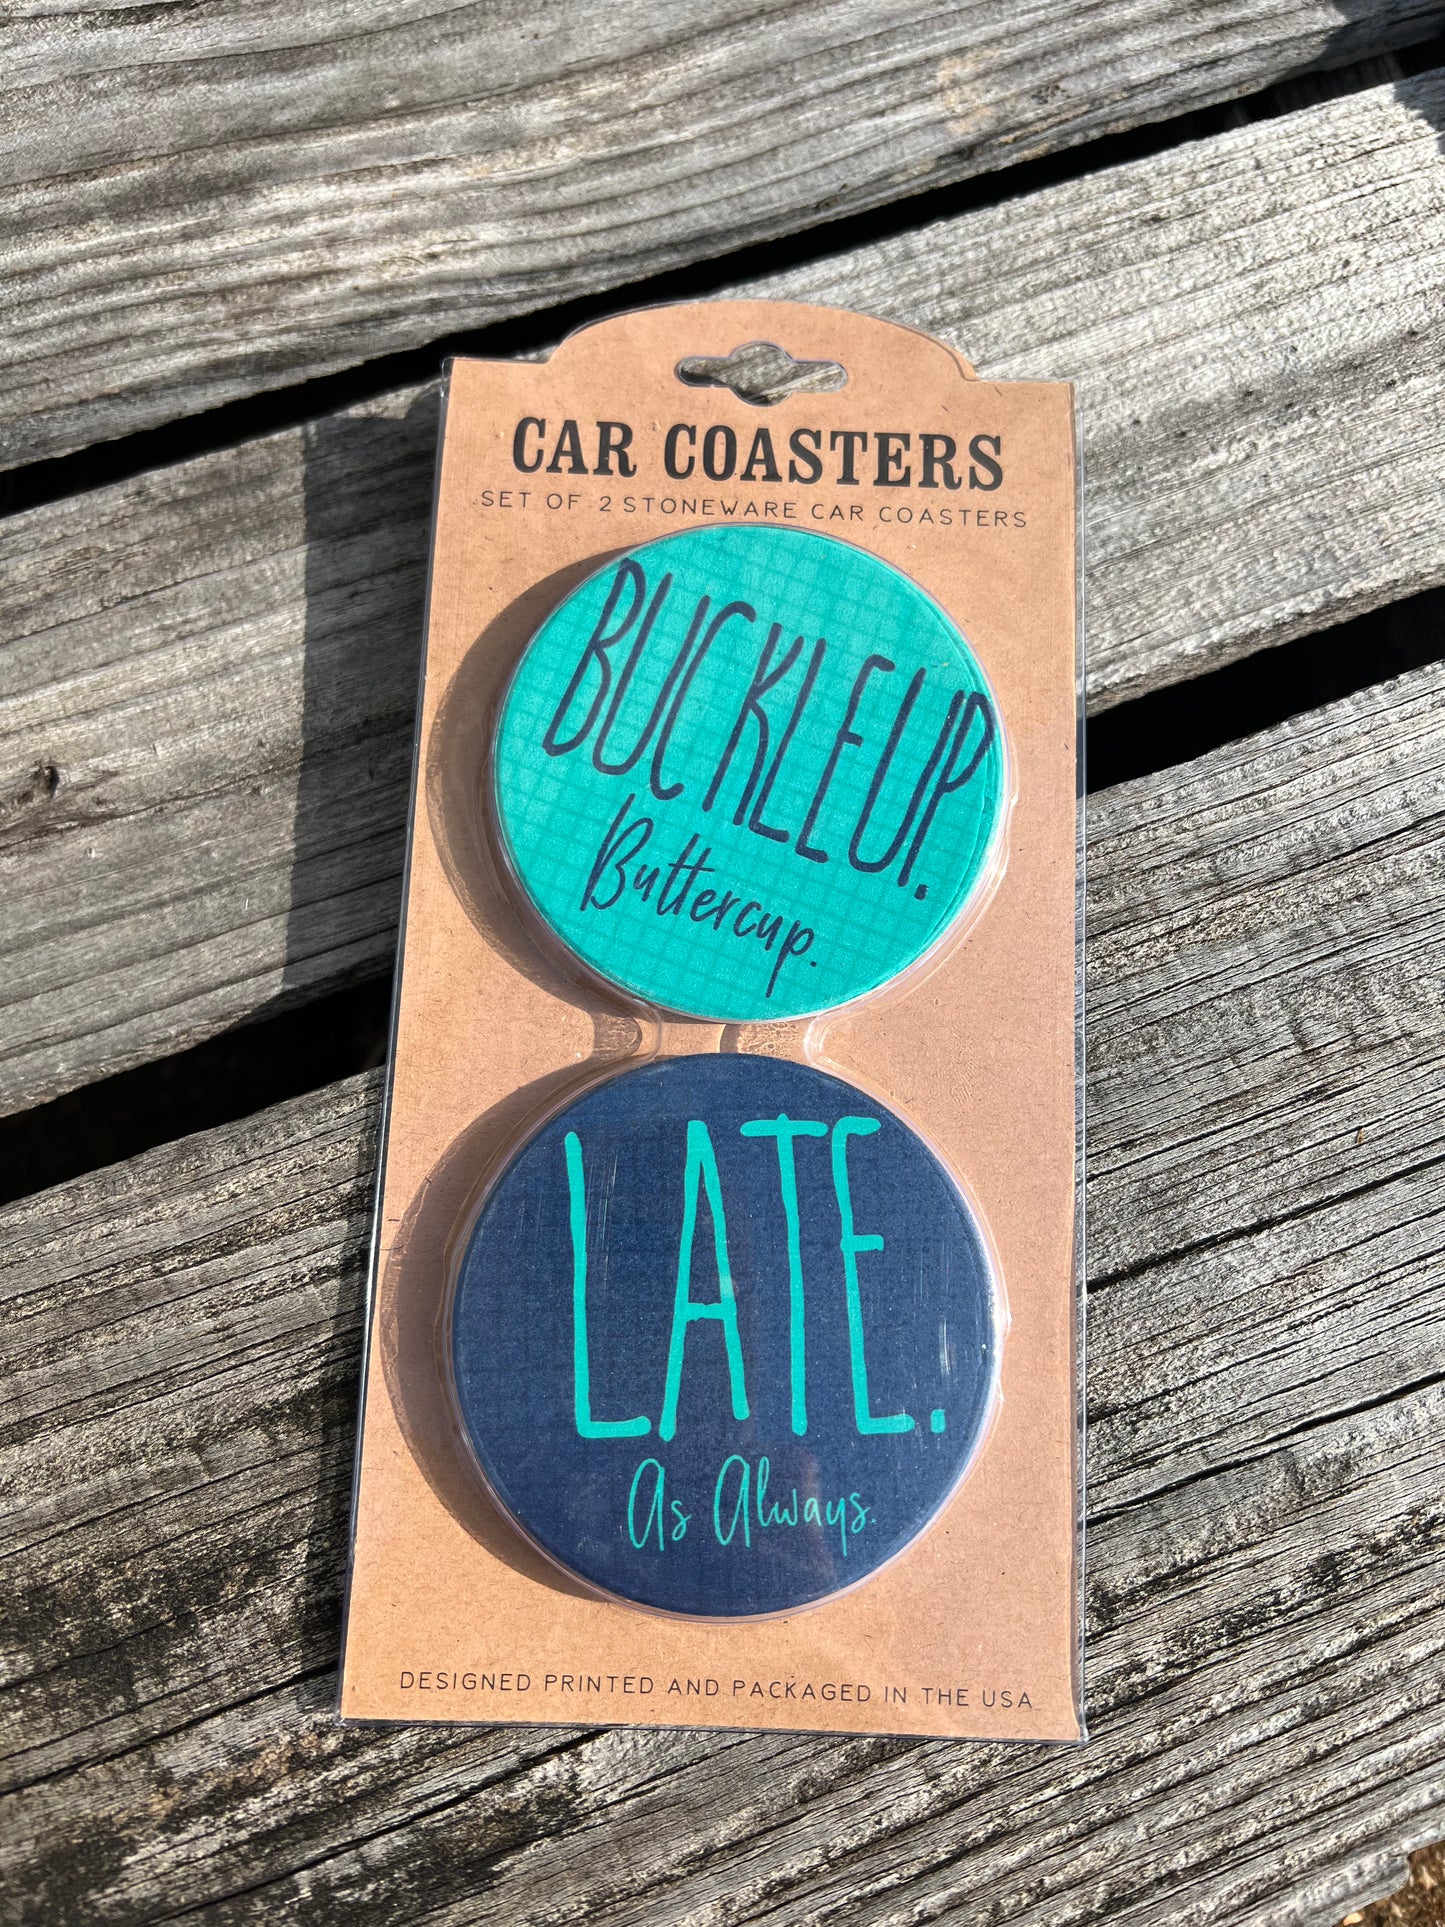 CAR COASTERS
SET OF 2 STONEWARE CAR COASTERS
BUCKLE UP.
Buttercup.
LATE.
As Always.
DESIGNED PRINTED AND PACKAGED IN THE USA